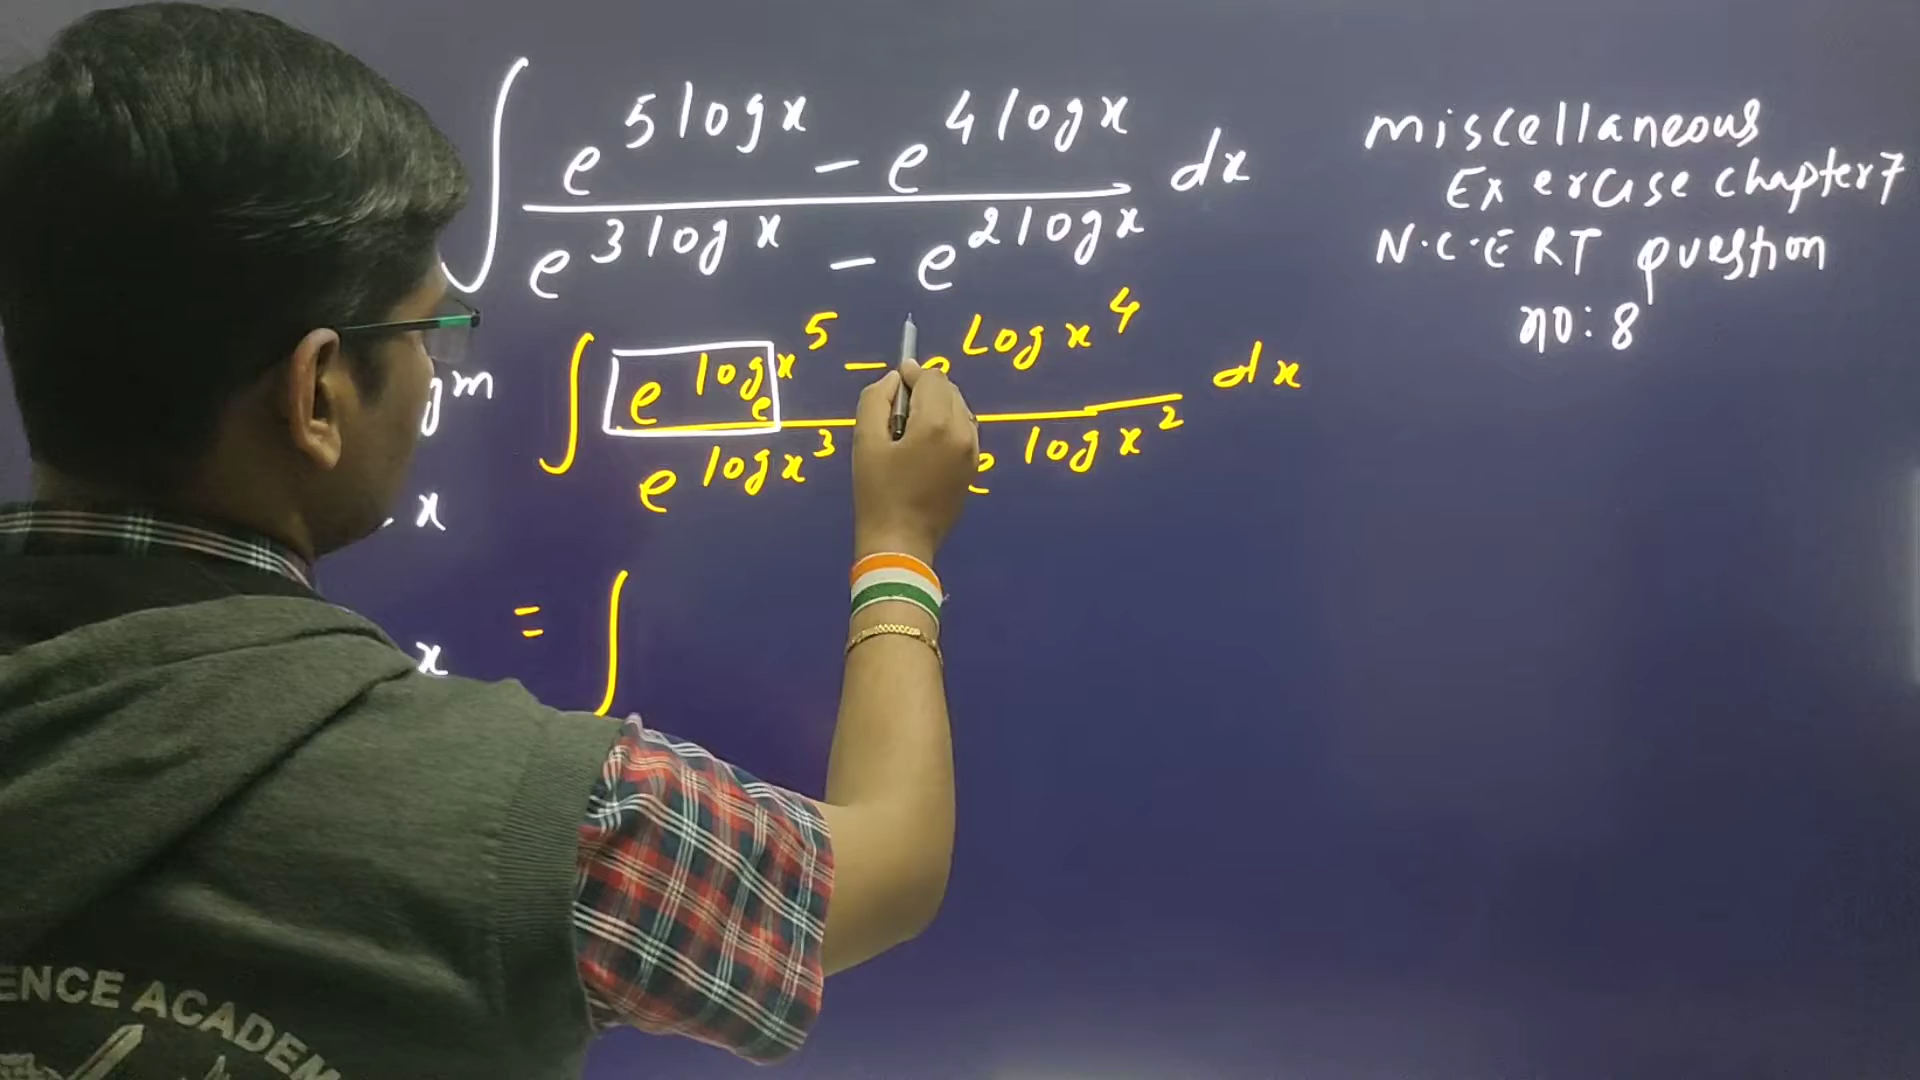 ∫ (e^{5 log x} - e^{4 log x}) / (e^{3 log x} - e^{2 log x}) dx
miscellaneous
Exercise chapter 7
N.C.ERT question
no: 8
∫ (e^{log_e x^5} - e^{Log x^4}) / (e^{log x^3} e^{log x^2}) dx
x
= ∫
x
ACADEM